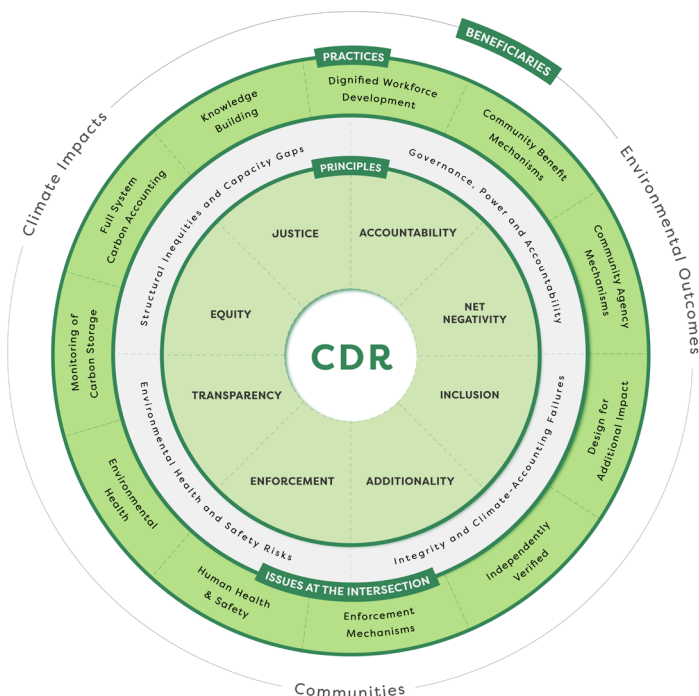 BENEFICIARIES
Climate Impacts
Environmental Outcomes
Communities
PRACTICES
Dignified Workforce
Development
Community Benefit
Mechanisms
Community Agency
Mechanisms
Design for
Additional Impact
Independently
Verified
Enforcement
Mechanisms
Human Health
& Safety
Environmental
Health
Monitoring of
Carbon Storage
Full System
Carbon Accounting
Knowledge
Building
ISSUES AT THE INTERSECTION
Structural Inequities and Capacity Gaps
Governance, Power and Accountability
Integrity and Climate-Accounting Failures
Environmental Health and Safety Risks
PRINCIPLES
JUSTICE
ACCOUNTABILITY
NET
NEGATIVITY
INCLUSION
ADDITIONALITY
ENFORCEMENT
TRANSPARENCY
EQUITY
CDR